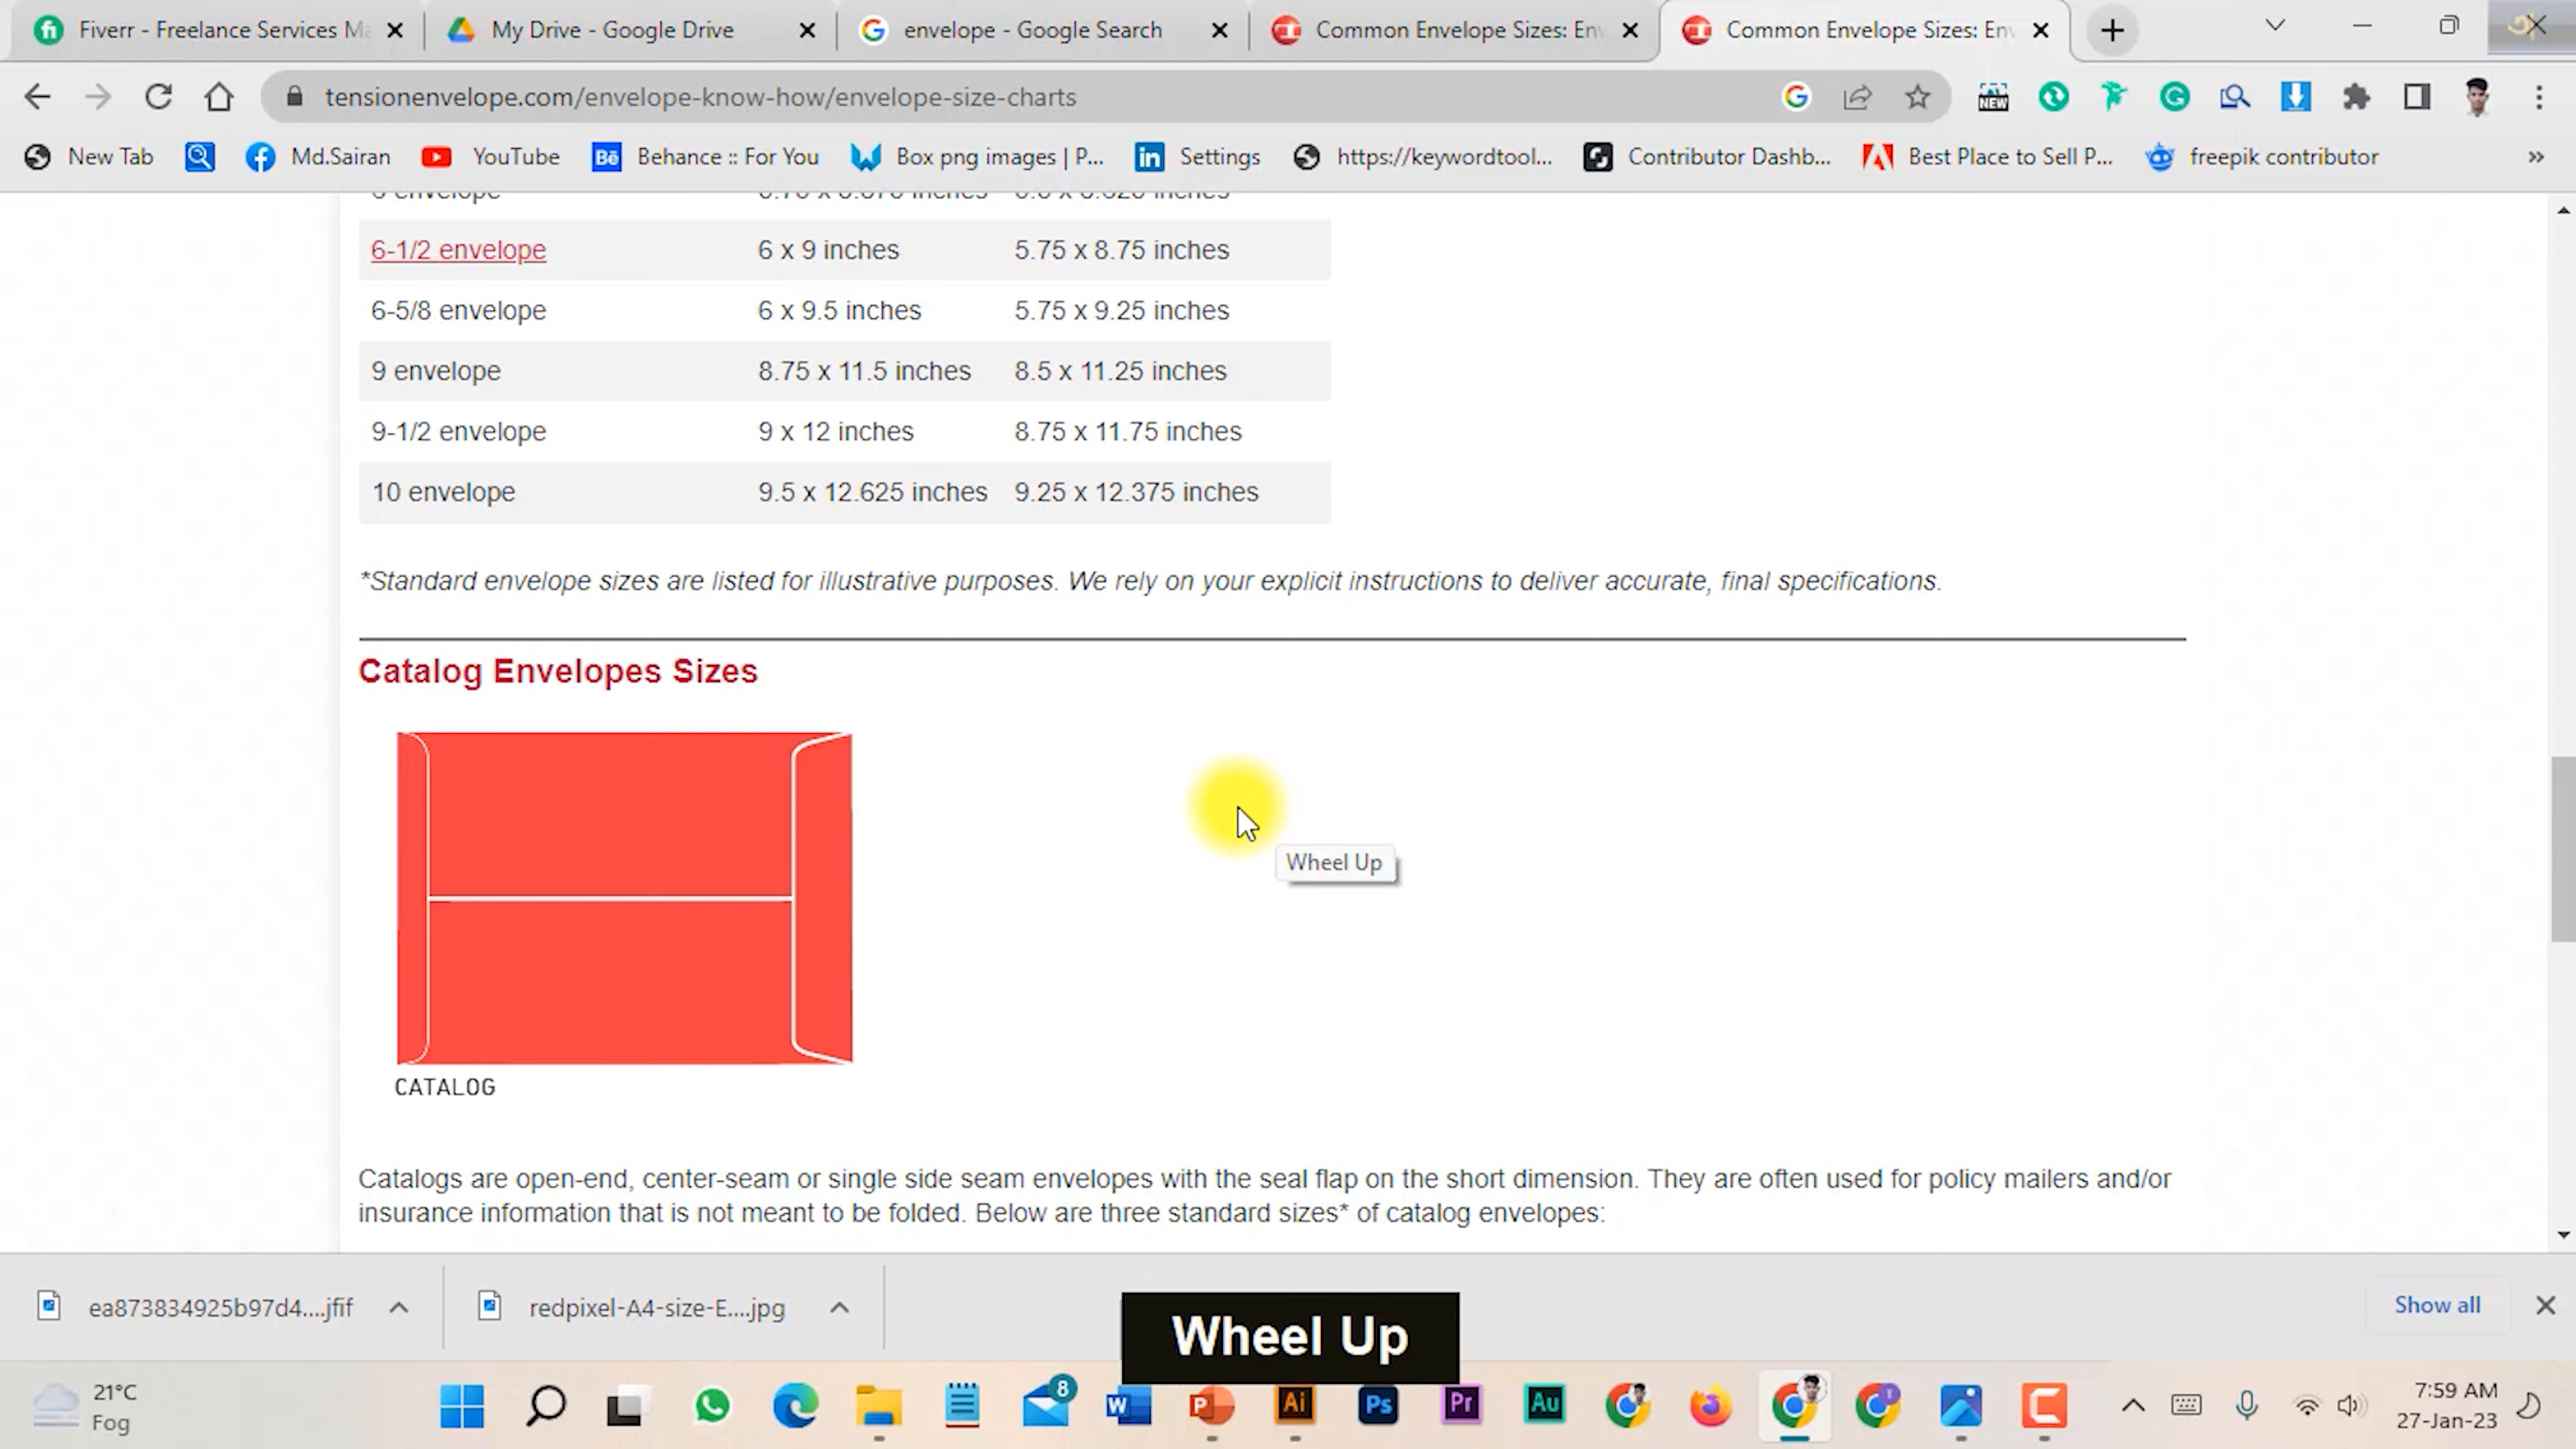 Fiverr - Freelance Services Ma
My Drive - Google Drive
envelope - Google Search
Common Envelope Sizes: En
Common Envelope Sizes: En
tensionenvelope.com/envelope-know-how/envelope-size-charts
NEW
New Tab
Md.Sairan
YouTube
Behance :: For You
Box png images | P...
Settings
https://keywordtool...
Contributor Dashb...
Best Place to Sell P...
freepik contributor
»
6-1/2 envelope 6 x 9 inches 5.75 x 8.75 inches
6-5/8 envelope 6 x 9.5 inches 5.75 x 9.25 inches
9 envelope 8.75 x 11.5 inches 8.5 x 11.25 inches
9-1/2 envelope 9 x 12 inches 8.75 x 11.75 inches
10 envelope 9.5 x 12.625 inches 9.25 x 12.375 inches
*Standard envelope sizes are listed for illustrative purposes. We rely on your explicit instructions to deliver accurate, final specifications.
Catalog Envelopes Sizes
Wheel Up
CATALOG
Catalogs are open-end, center-seam or single side seam envelopes with the seal flap on the short dimension. They are often used for policy mailers and/or
insurance information that is not meant to be folded. Below are three standard sizes* of catalog envelopes:
ea873834925b97d4....jfif
redpixel-A4-size-E....jpg
Show all
Wheel Up
21°C
Fog
8
7:59 AM
27-Jan-23